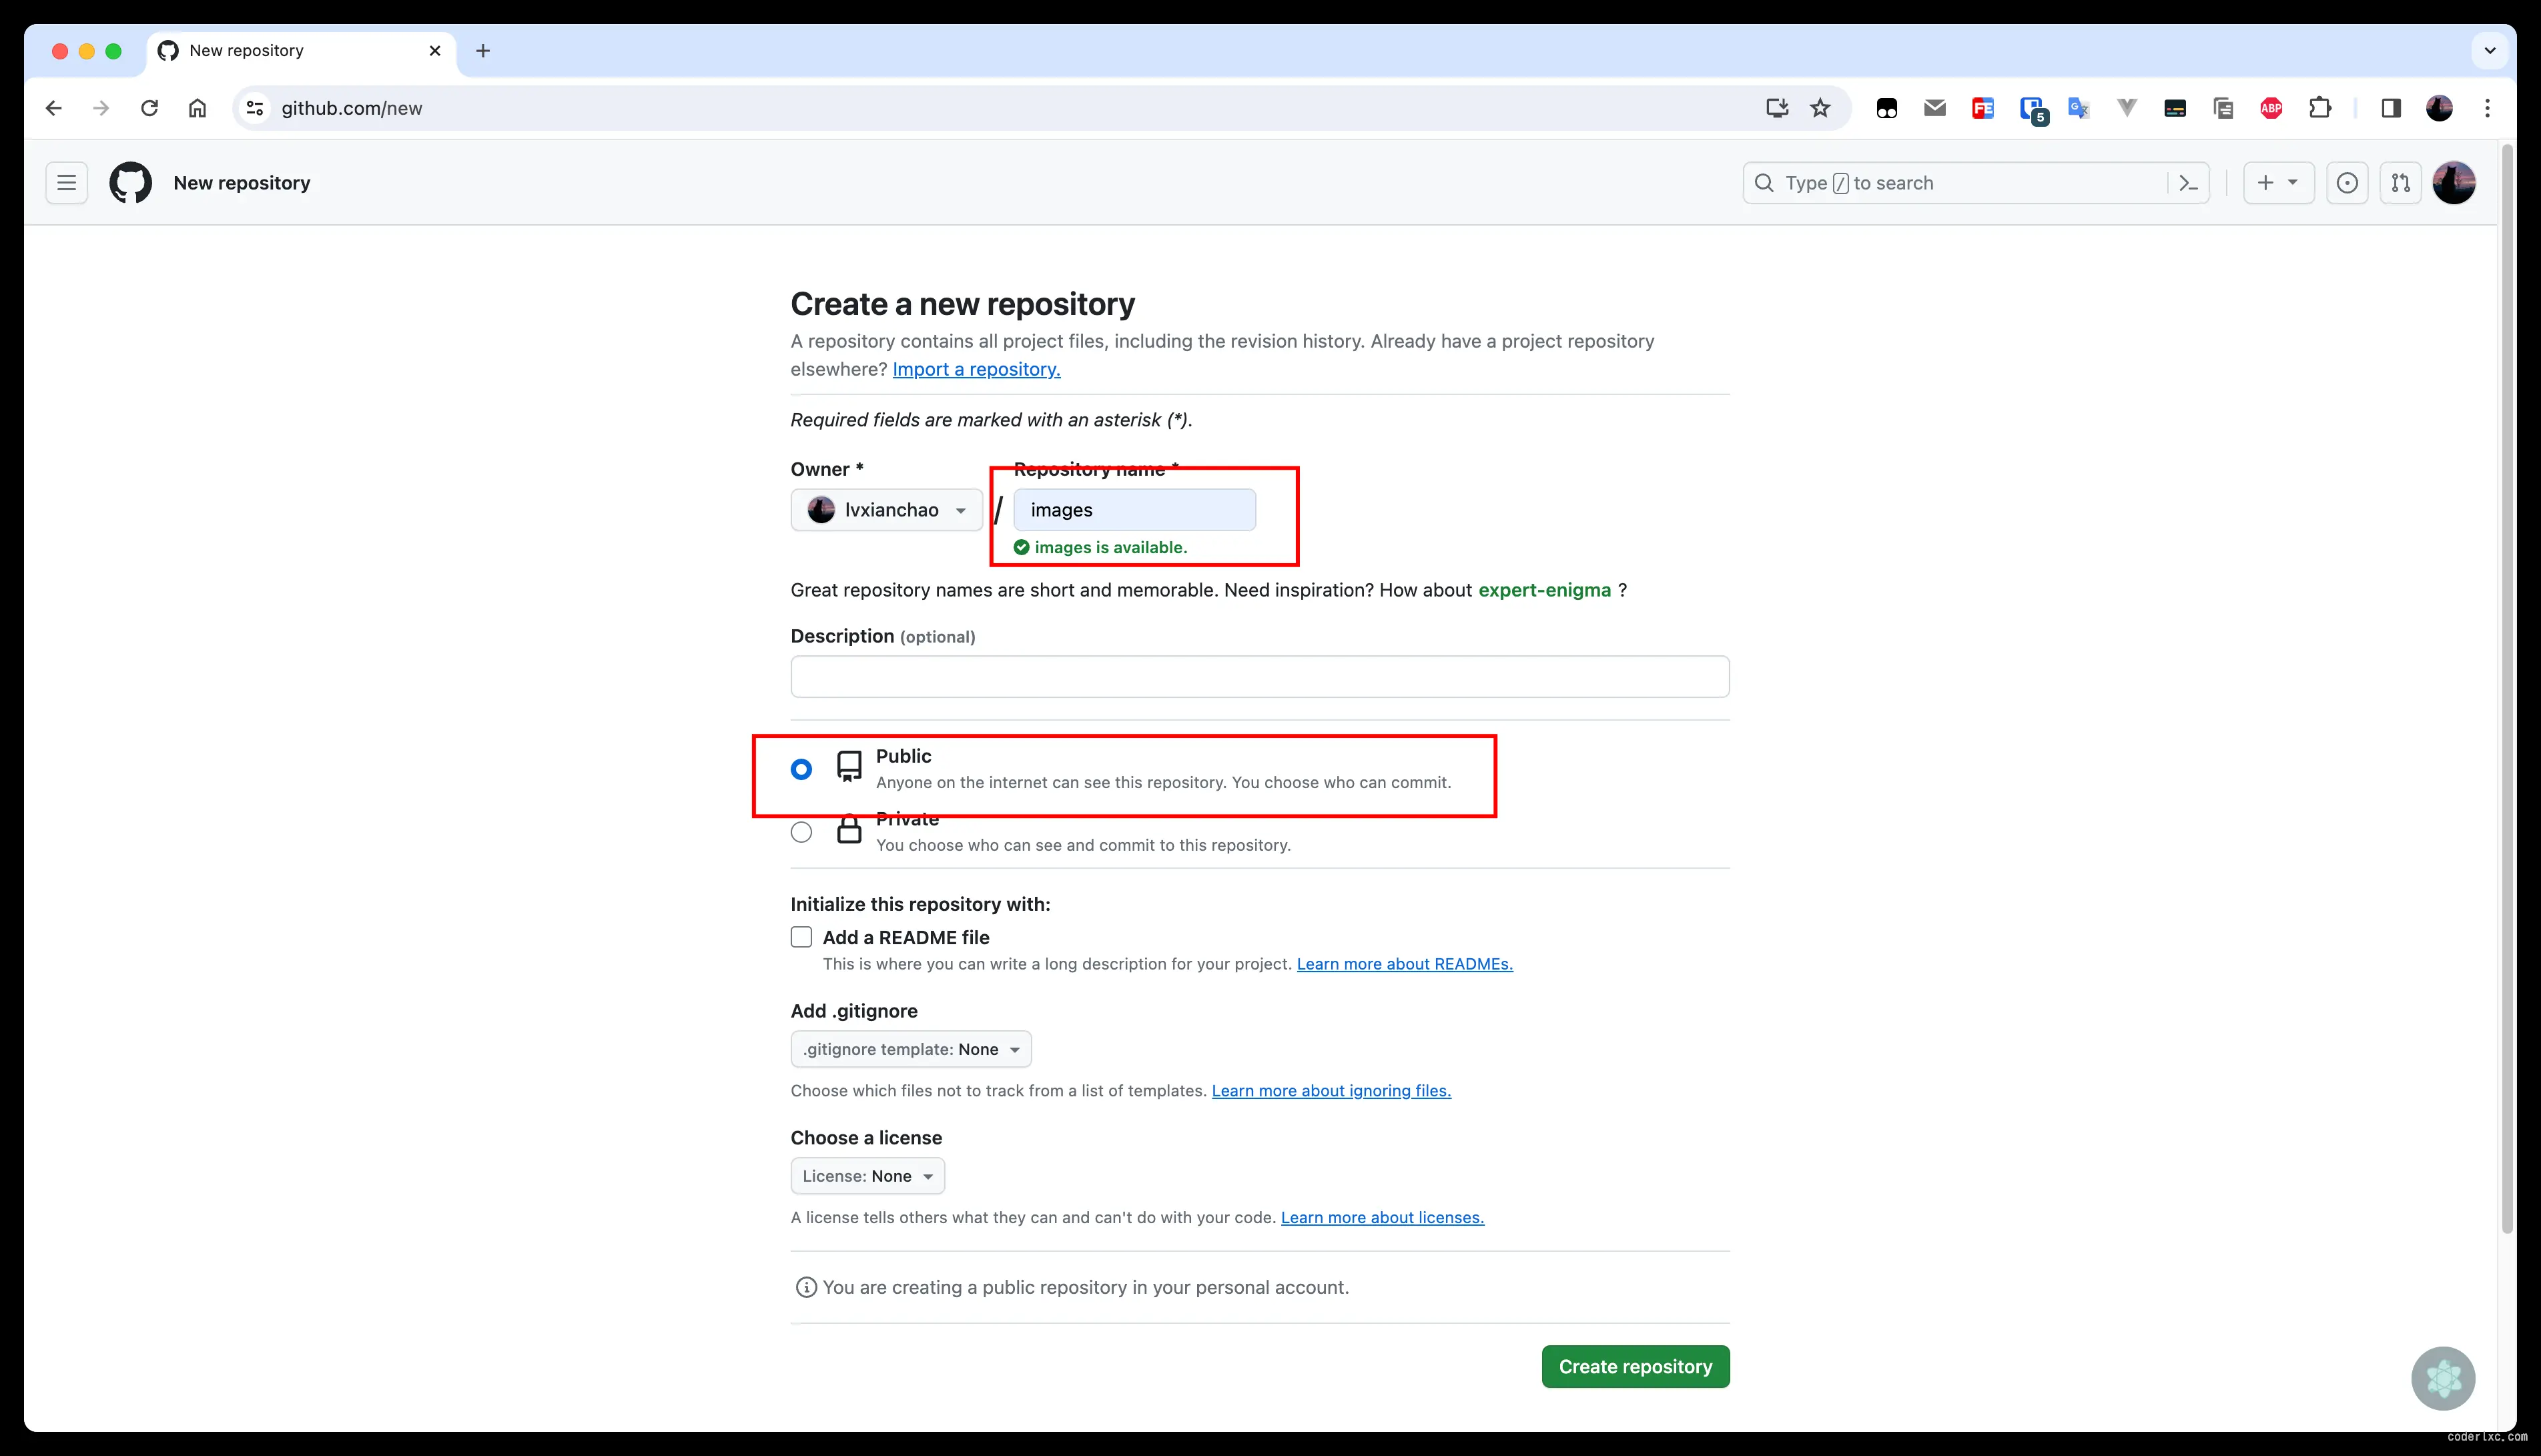 New repository
github.com/new
5
ABP
New repository
Type / to search
Create a new repository
A repository contains all project files, including the revision history. Already have a project repository
elsewhere? Import a repository.
Required fields are marked with an asterisk (*).
Owner *
Repository name *
lvxianchao
/
images
images is available.
Great repository names are short and memorable. Need inspiration? How about expert-enigma ?
Description (optional)
Public
Anyone on the internet can see this repository. You choose who can commit.
Private
You choose who can see and commit to this repository.
Initialize this repository with:
Add a README file
This is where you can write a long description for your project. Learn more about READMEs.
Add .gitignore
.gitignore template: None
Choose which files not to track from a list of templates. Learn more about ignoring files.
Choose a license
License: None
A license tells others what they can and can't do with your code. Learn more about licenses.
You are creating a public repository in your personal account.
Create repository
coderlxc.com